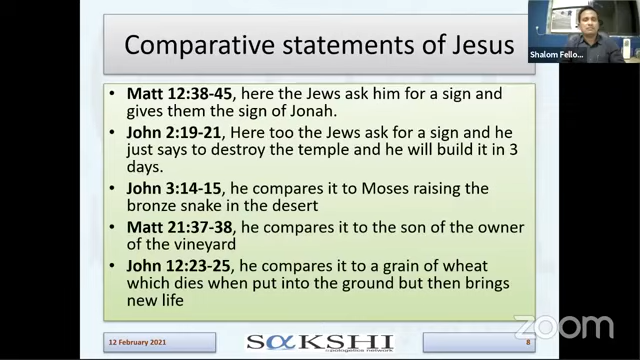 Comparative statements of Jesus
Shalom Fello...
• Matt 12:38-45, here the Jews ask him for a sign and
gives them the sign of Jonah.
• John 2:19-21, Here too the Jews ask for a sign and he
just says to destroy the temple and he will build it in 3
days.
• John 3:14-15, he compares it to Moses raising the
bronze snake in the desert
• Matt 21:37-38, he compares it to the son of the owner
of the vineyard
• John 12:23-25, he compares it to a grain of wheat
which dies when put into the ground but then brings
new life
12 February 2021
SαKSHI
apologetics network
8
zoom